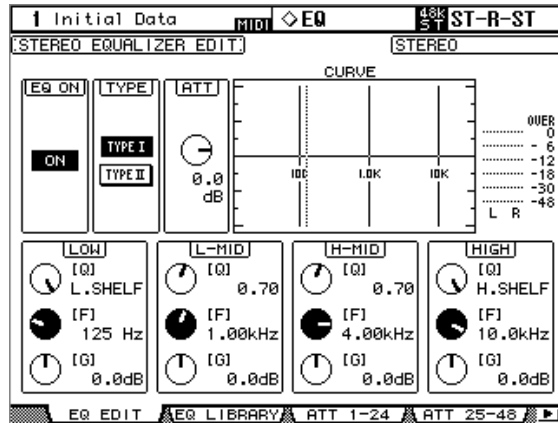 1 Initial Data MIDI ◇EQ 48K ST ST-R-ST
STEREO EQUALIZER EDIT STEREO
CURVE
EQ ON TYPE ATT
ON
TYPE I
TYPE II
0.0
dB
100 1.0K 10K
OVER
0
- 6
-12
-18
-30
-48
L R
LOW L-MID H-MID HIGH
[Q] [Q] [Q] [Q]
L.SHELF 0.70 0.70 H.SHELF
[F] [F] [F] [F]
125 Hz 1.00kHz 4.00kHz 10.0kHz
[G] [G] [G] [G]
0.0dB 0.0dB 0.0dB 0.0dB
EQ EDIT EQ LIBRARY ATT 1-24 ATT 25-48